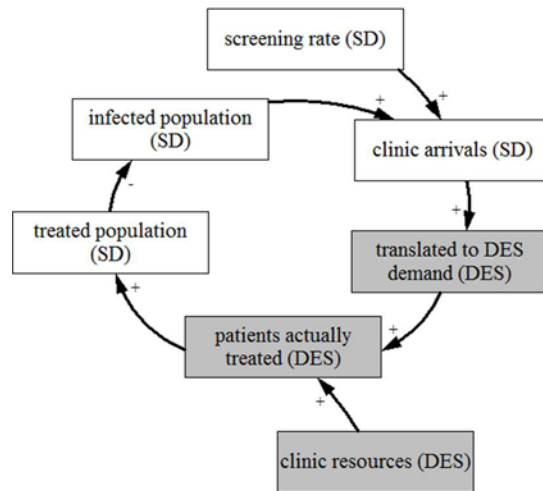 screening rate (SD)
+
+
infected population
(SD)
clinic arrivals (SD)
-
+
treated population
(SD)
translated to DES
demand (DES)
+
+
patients actually
treated (DES)
+
clinic resources (DES)